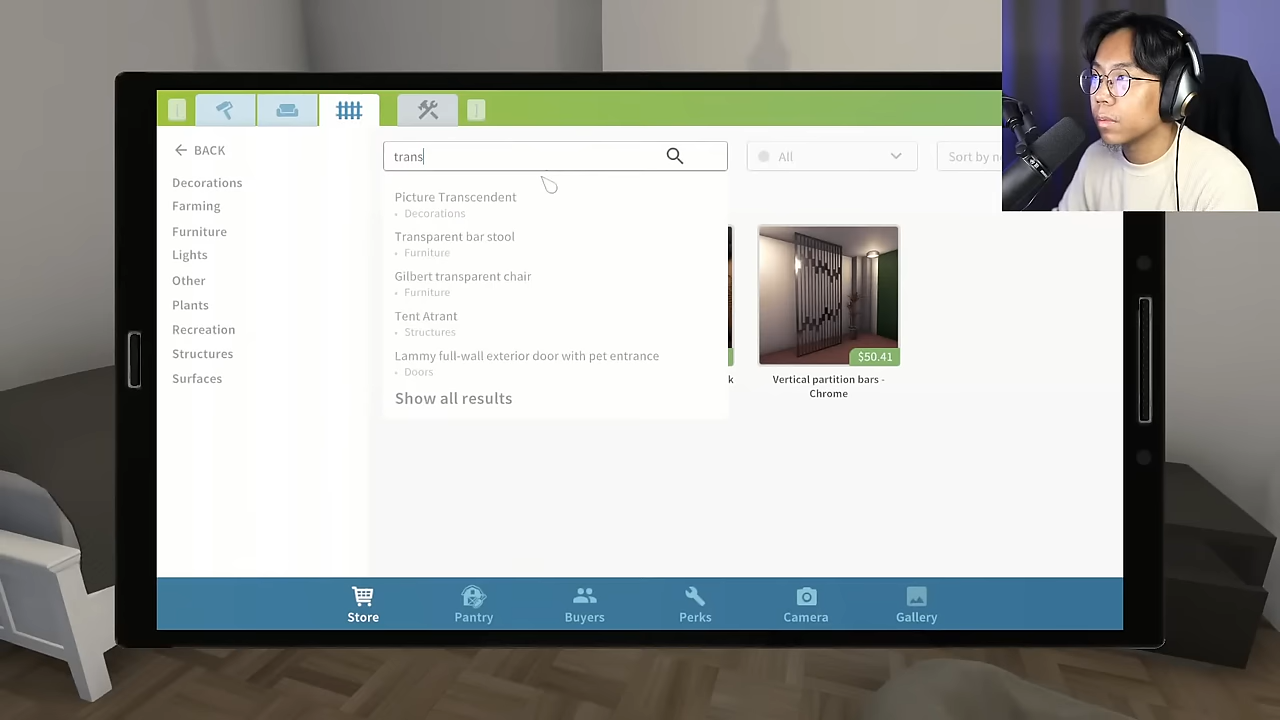 BACK
Decorations
Farming
Furniture
Lights
Other
Plants
Recreation
Structures
Surfaces
trans
All
Sort by
Picture Transcendent
• Decorations
Transparent bar stool
• Furniture
Gilbert transparent chair
• Furniture
Tent Atrant
• Structures
Lammy full-wall exterior door with pet entrance
• Doors
Show all results
k
$50.41
Vertical partition bars -
Chrome
Store
Pantry
Buyers
Perks
Camera
Gallery